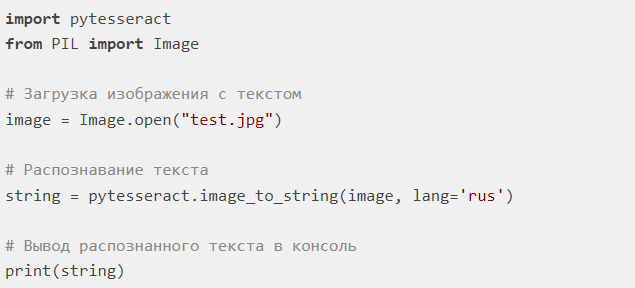 import pytesseract
from PIL import Image
# Загрузка изображения с текстом
image = Image.open("test.jpg")
# Распознавание текста
string = pytesseract.image_to_string(image, lang='rus')
# Вывод распознанного текста в консоль
print(string)